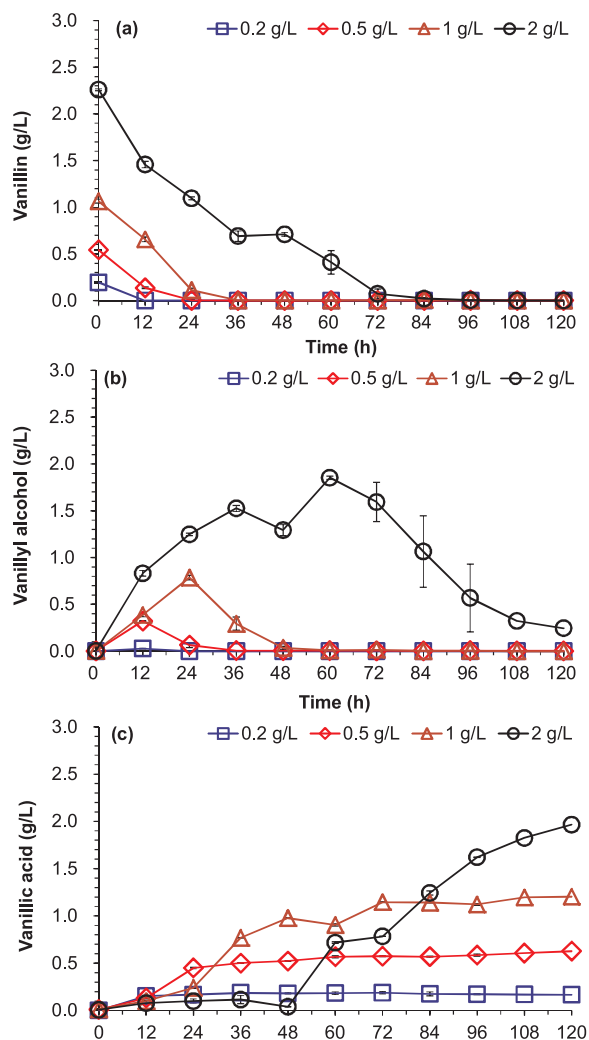 (a)
0.2 g/L 0.5 g/L 1 g/L 2 g/L
Vanillin (g/L)
3.0
2.5
2.0
1.5
1.0
0.5
0.0
0 12 24 36 48 60 72 84 96 108 120
Time (h)
(b)
0.2 g/L 0.5 g/L 1 g/L 2 g/L
Vanillyl alcohol (g/L)
3.0
2.5
2.0
1.5
1.0
0.5
0.0
0 12 24 36 48 60 72 84 96 108 120
Time (h)
(c)
0.2 g/L 0.5 g/L 1 g/L 2 g/L
Vanillic acid (g/L)
3.0
2.5
2.0
1.5
1.0
0.5
0.0
0 12 24 36 48 60 72 84 96 108 120